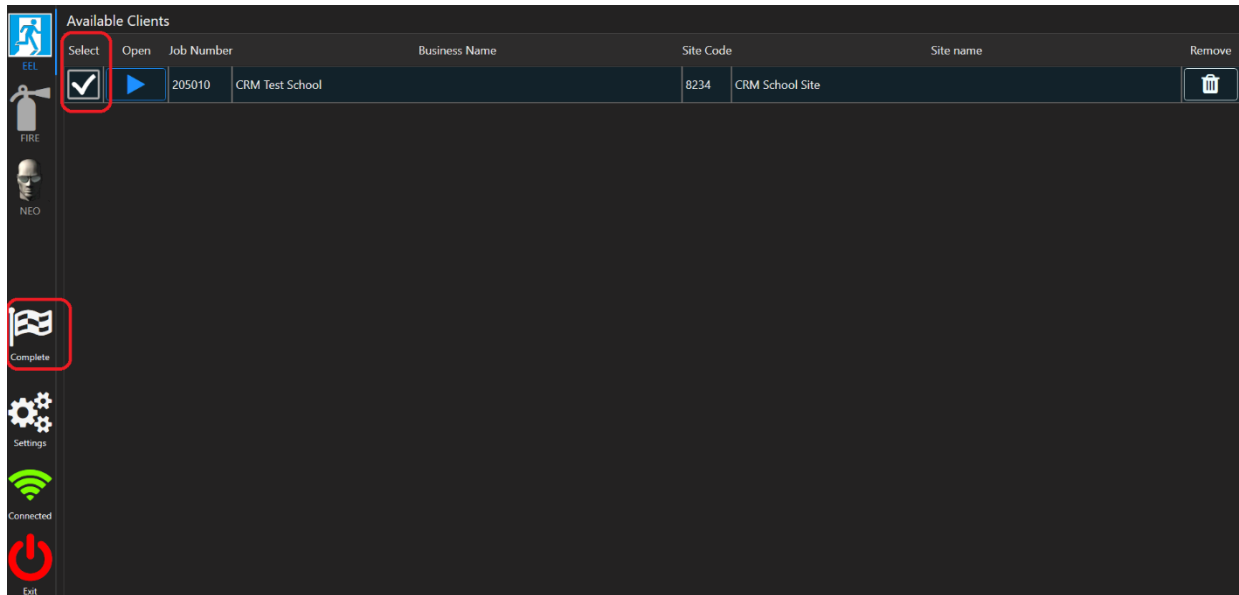 Available Clients
Select Open Job Number Business Name Site Code Site name Remove
205010 CRM Test School 8234 CRM School Site
EEL
FIRE
NEO
Complete
Settings
Connected
Exit